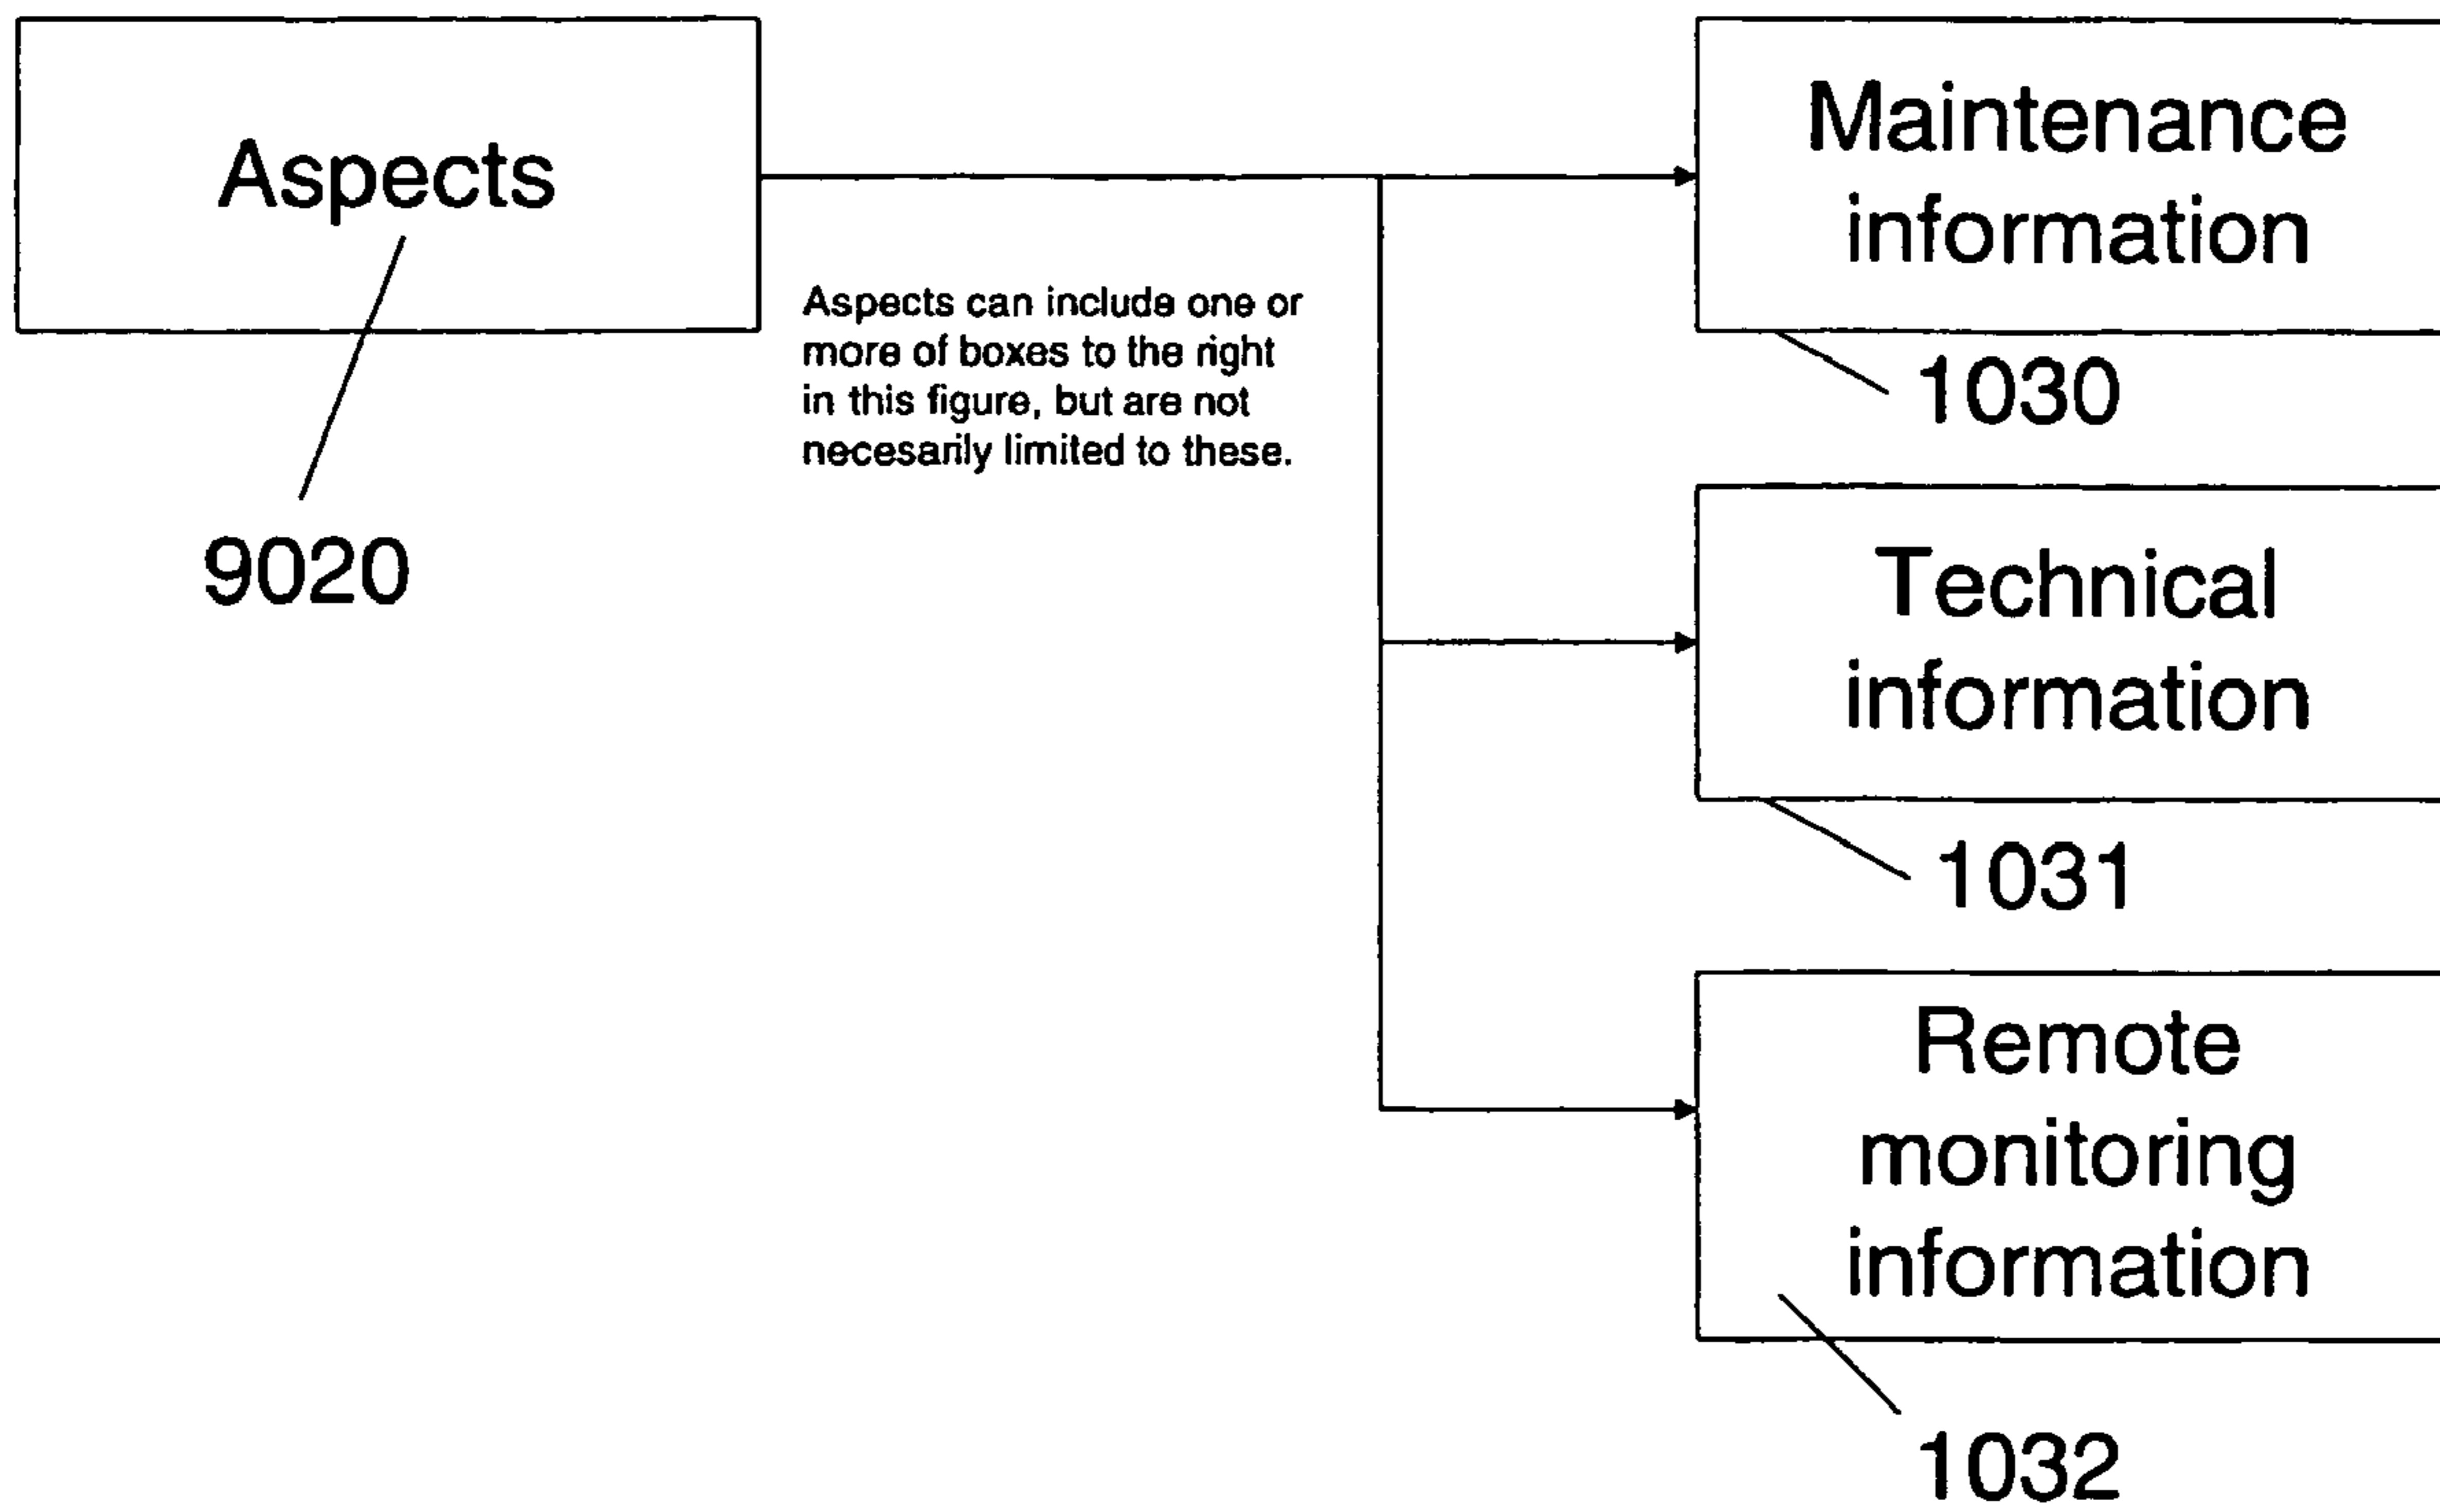 Aspects
9020
Aspects can include one or
more of boxes to the right
in this figure, but are not
necesarily limited to these.
Maintenance
information
1030
Technical
information
1031
Remote
monitoring
information
1032